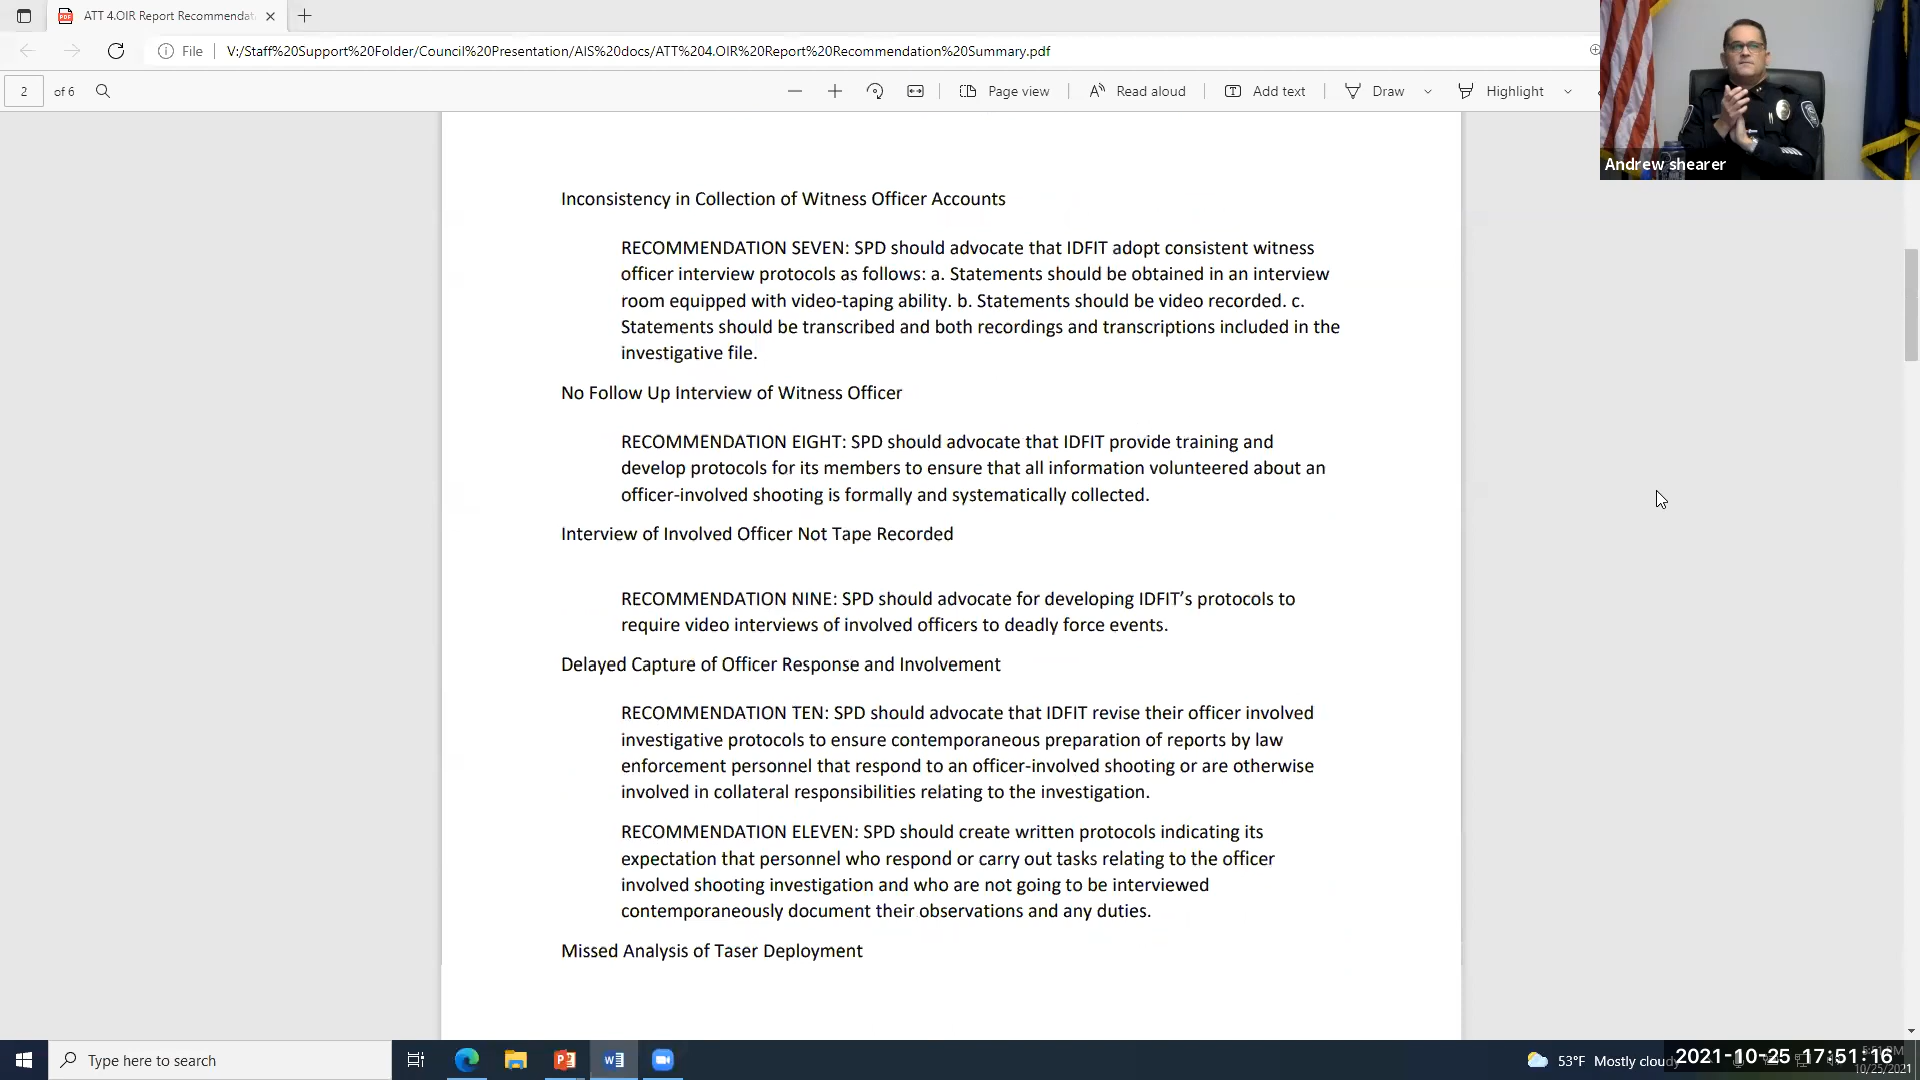 ATT 4.OIR Report Recommenda
File
V:/Staff%20Support%20Folder/Council%20Presentation/AIS%20docs/ATT%204.OIR%20Report%20Recommendation%20Summary.pdf
2 of 6
Page view
Read aloud
Add text
Draw
Highlight
Andrew shearer
Inconsistency in Collection of Witness Officer Accounts
RECOMMENDATION SEVEN: SPD should advocate that IDFIT adopt consistent witness
officer interview protocols as follows: a. Statements should be obtained in an interview
room equipped with video-taping ability. b. Statements should be video recorded. c.
Statements should be transcribed and both recordings and transcriptions included in the
investigative file.
No Follow Up Interview of Witness Officer
RECOMMENDATION EIGHT: SPD should advocate that IDFIT provide training and
develop protocols for its members to ensure that all information volunteered about an
officer-involved shooting is formally and systematically collected.
Interview of Involved Officer Not Tape Recorded
RECOMMENDATION NINE: SPD should advocate for developing IDFIT’s protocols to
require video interviews of involved officers to deadly force events.
Delayed Capture of Officer Response and Involvement
RECOMMENDATION TEN: SPD should advocate that IDFIT revise their officer involved
investigative protocols to ensure contemporaneous preparation of reports by law
enforcement personnel that respond to an officer-involved shooting or are otherwise
involved in collateral responsibilities relating to the investigation.
RECOMMENDATION ELEVEN: SPD should create written protocols indicating its
expectation that personnel who respond or carry out tasks relating to the officer
involved shooting investigation and who are not going to be interviewed
contemporaneously document their observations and any duties.
Missed Analysis of Taser Deployment
Type here to search
53°F Mostly cloudy
2021-10-25 17:51:16
10/25/2021